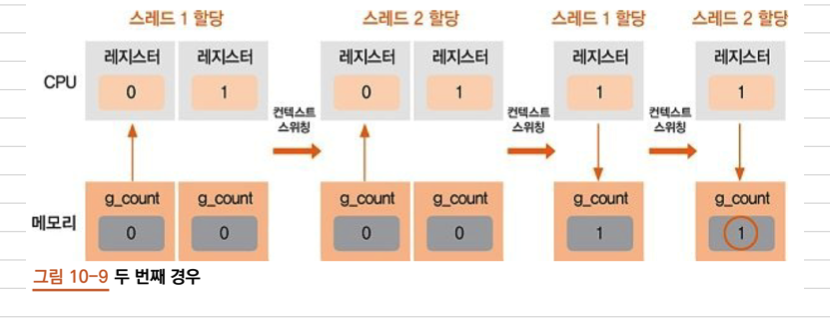 스레드 1 할당 스레드 2 할당 스레드 1 할당 스레드 2 할당
레지스터 레지스터 레지스터 레지스터 레지스터 레지스터
CPU 0 1 0 1 1 1
컨텍스트 스위칭 컨텍스트 스위칭 컨텍스트 스위칭
g_count g_count g_count g_count g_count g_count
메모리 0 0 0 0 1 1
그림 10-9 두 번째 경우